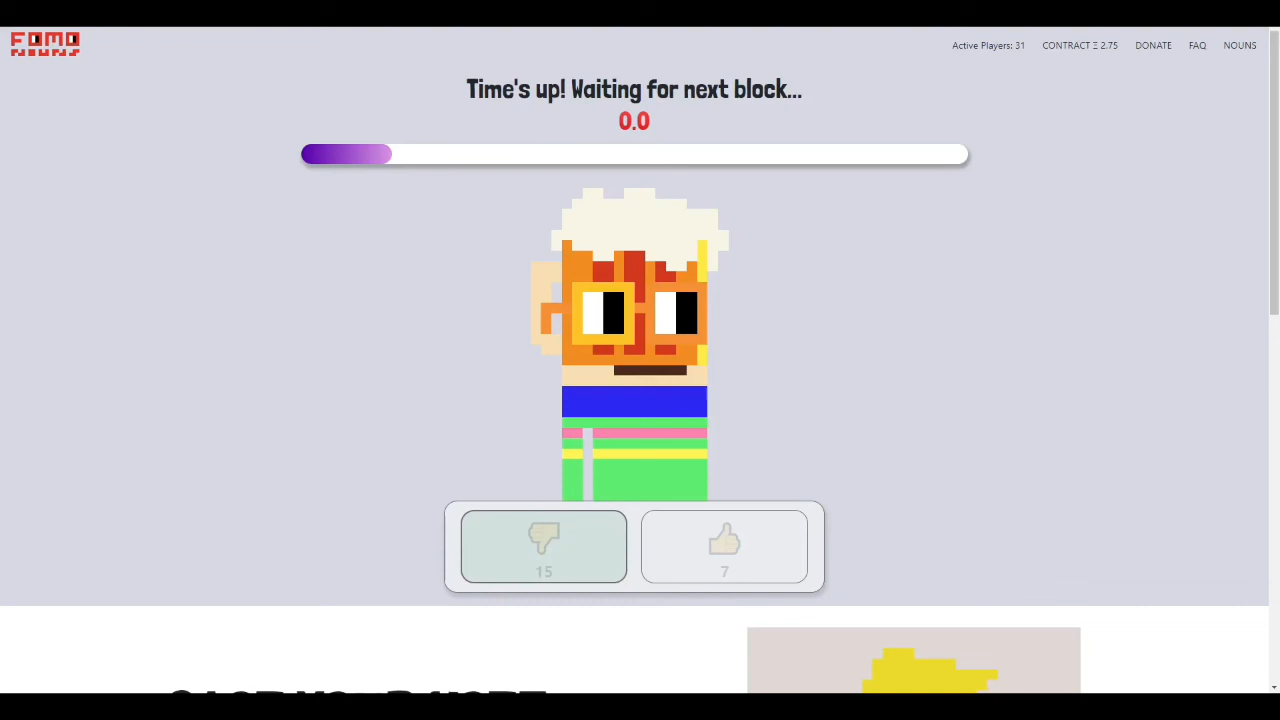 FOMO
NOUNS
Active Players: 31
CONTRACT Ξ 2.75
DONATE
FAQ
NOUNS
Time's up! Waiting for next block...
0.0
15
7